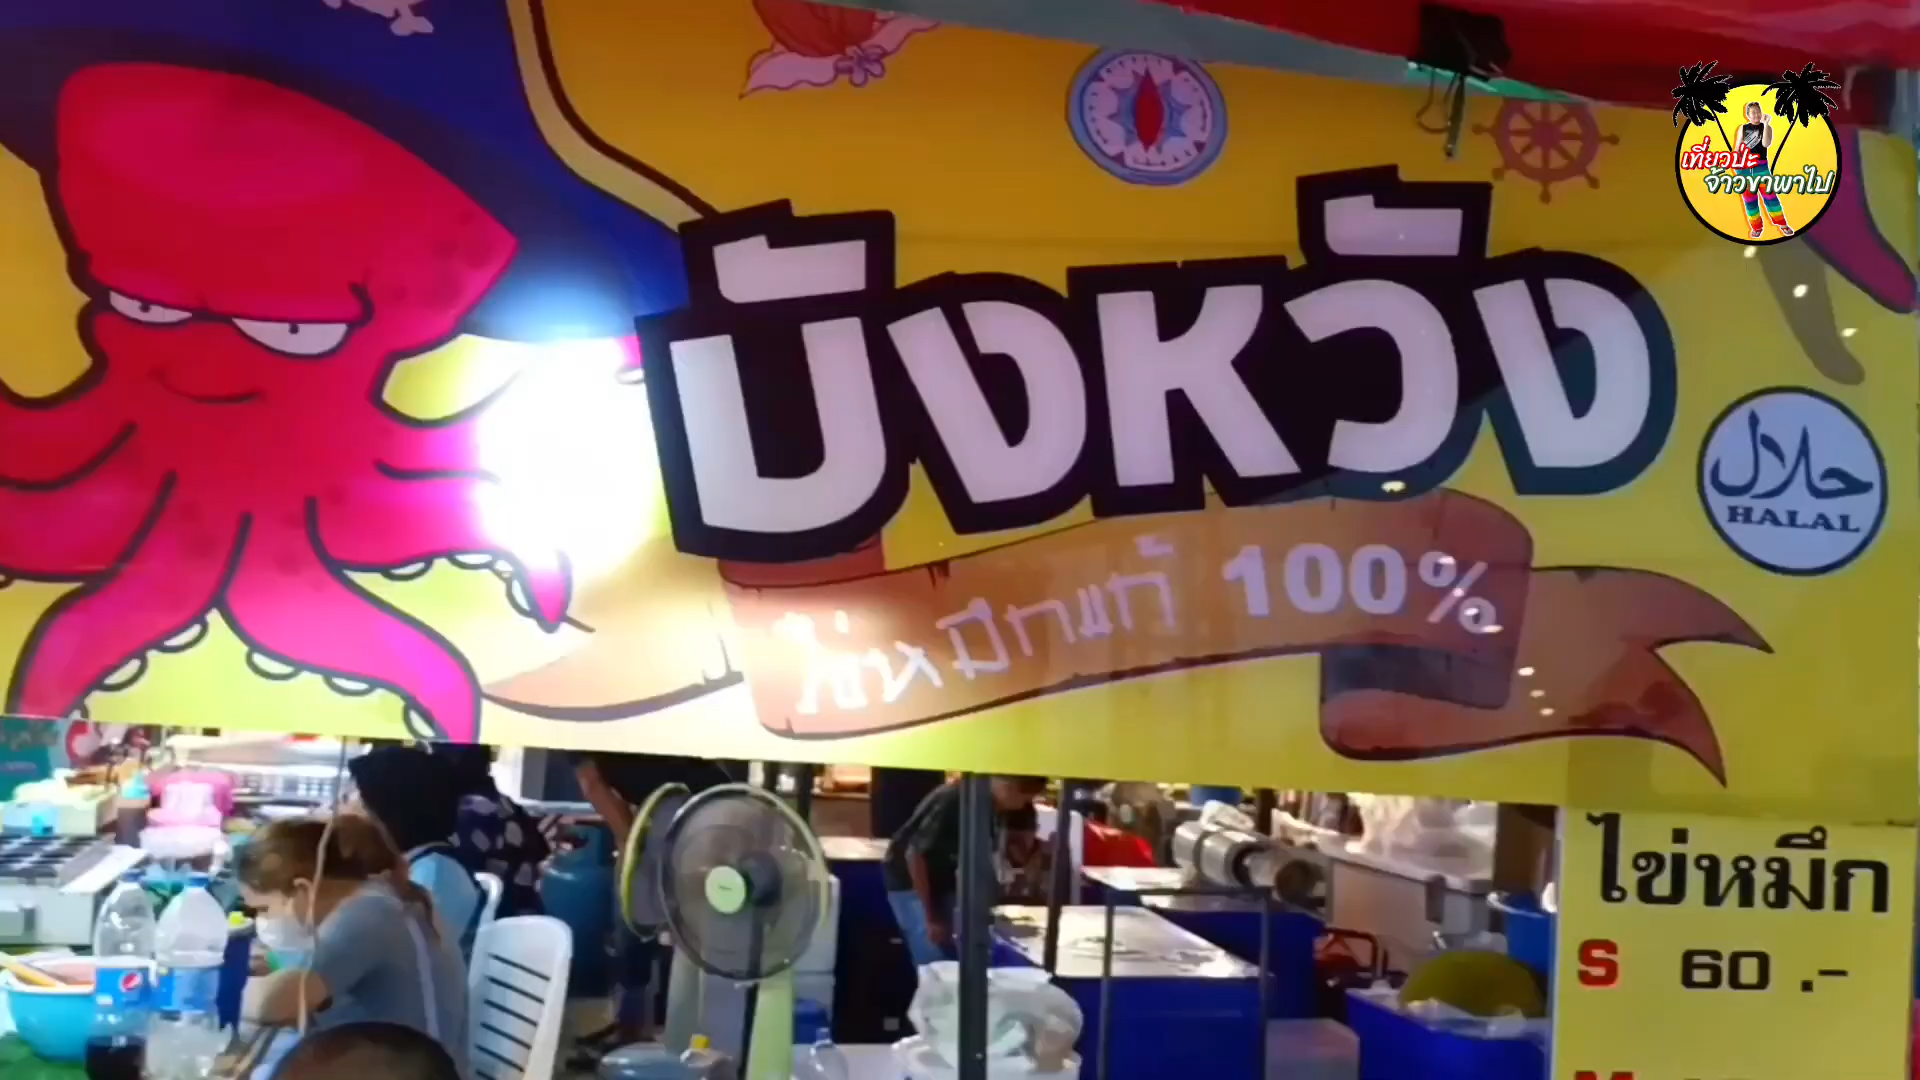 เที่ยวปะ
จ้าวขาพาไป
บังหวัง
حلال
HALAL
ไข่หมึกแท้ 100%
ไข่หมึก
S 60 .-